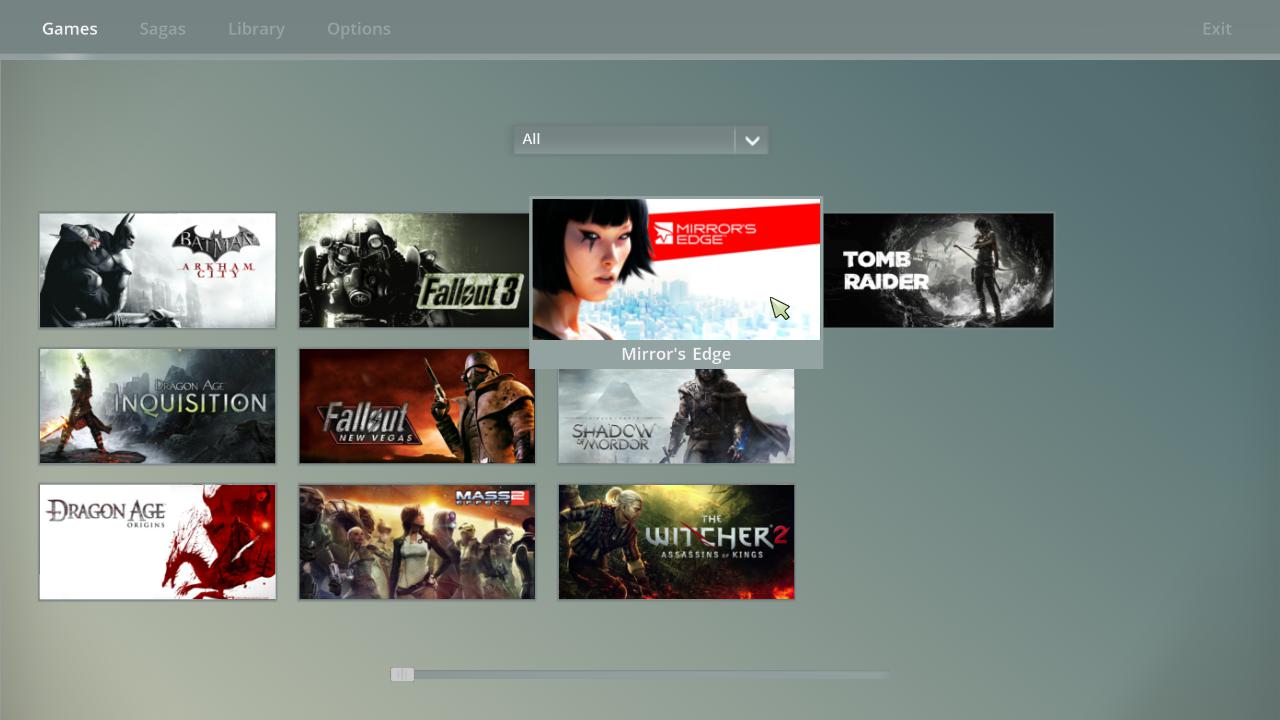 Games Sagas Library Options Exit
All
BATMAN
ARKHAM
CITY
Fallout 3
MIRROR'S
EDGE
Mirror's Edge
TOMB
RAIDER
DRAGON AGE
INQUISITION
Fallout
NEW VEGAS
SHADOW
OF MORDOR
DRAGON AGE
ORIGINS
MASS 2
EFFECT
THE
WITCHER 2
ASSASSINS OF KINGS